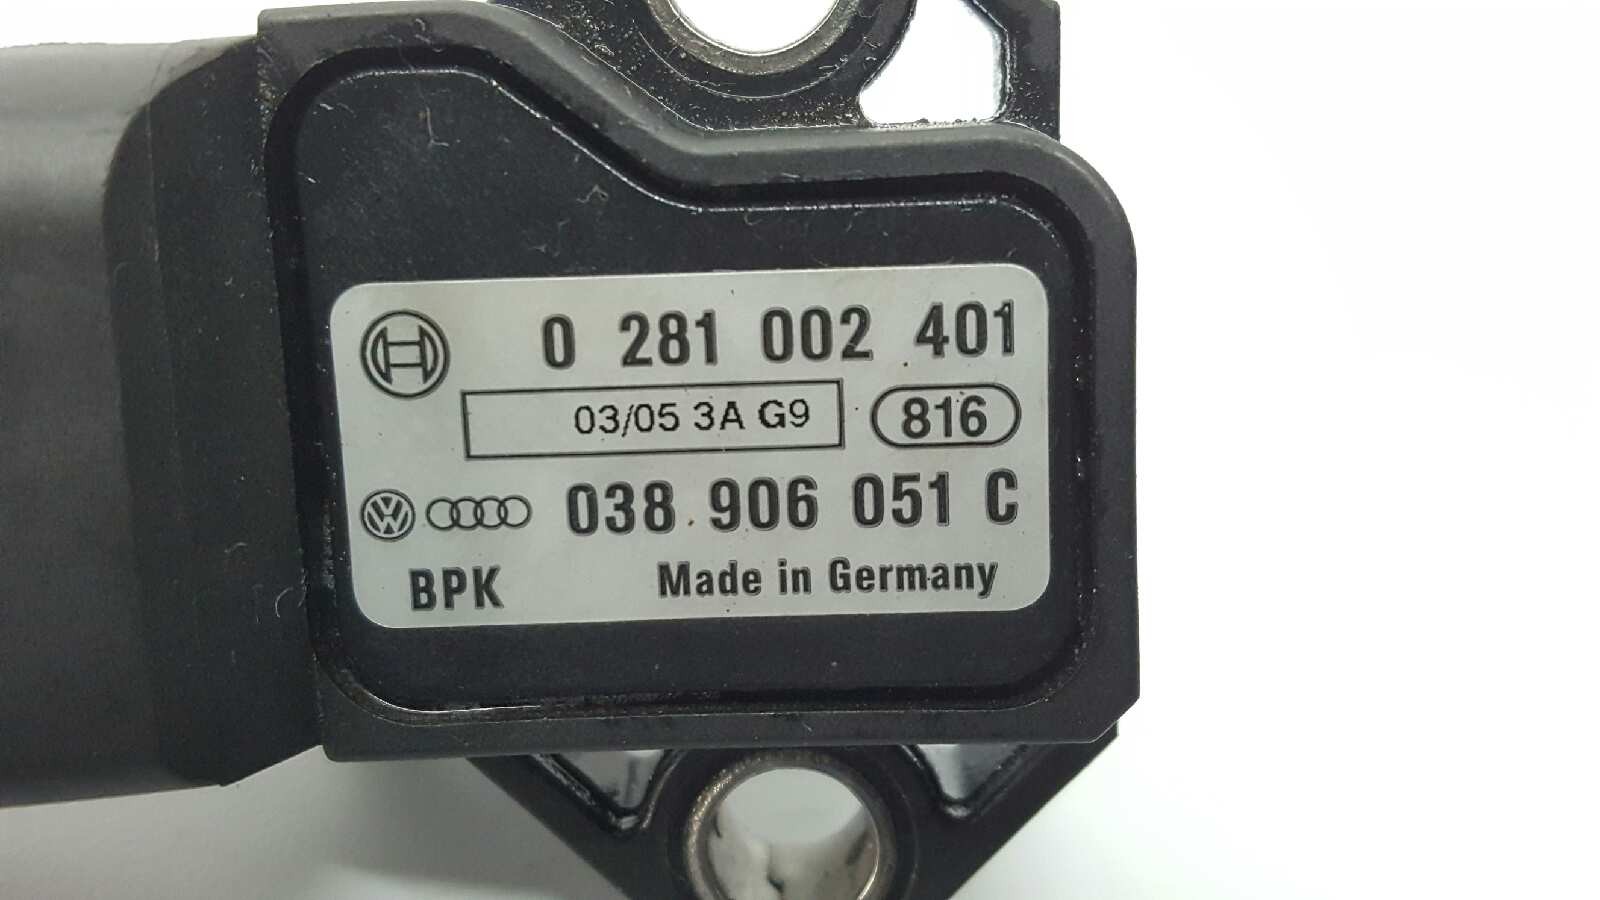 0 281 002 401
03/05 3A G9
816
038 906 051 C
BPK Made in Germany